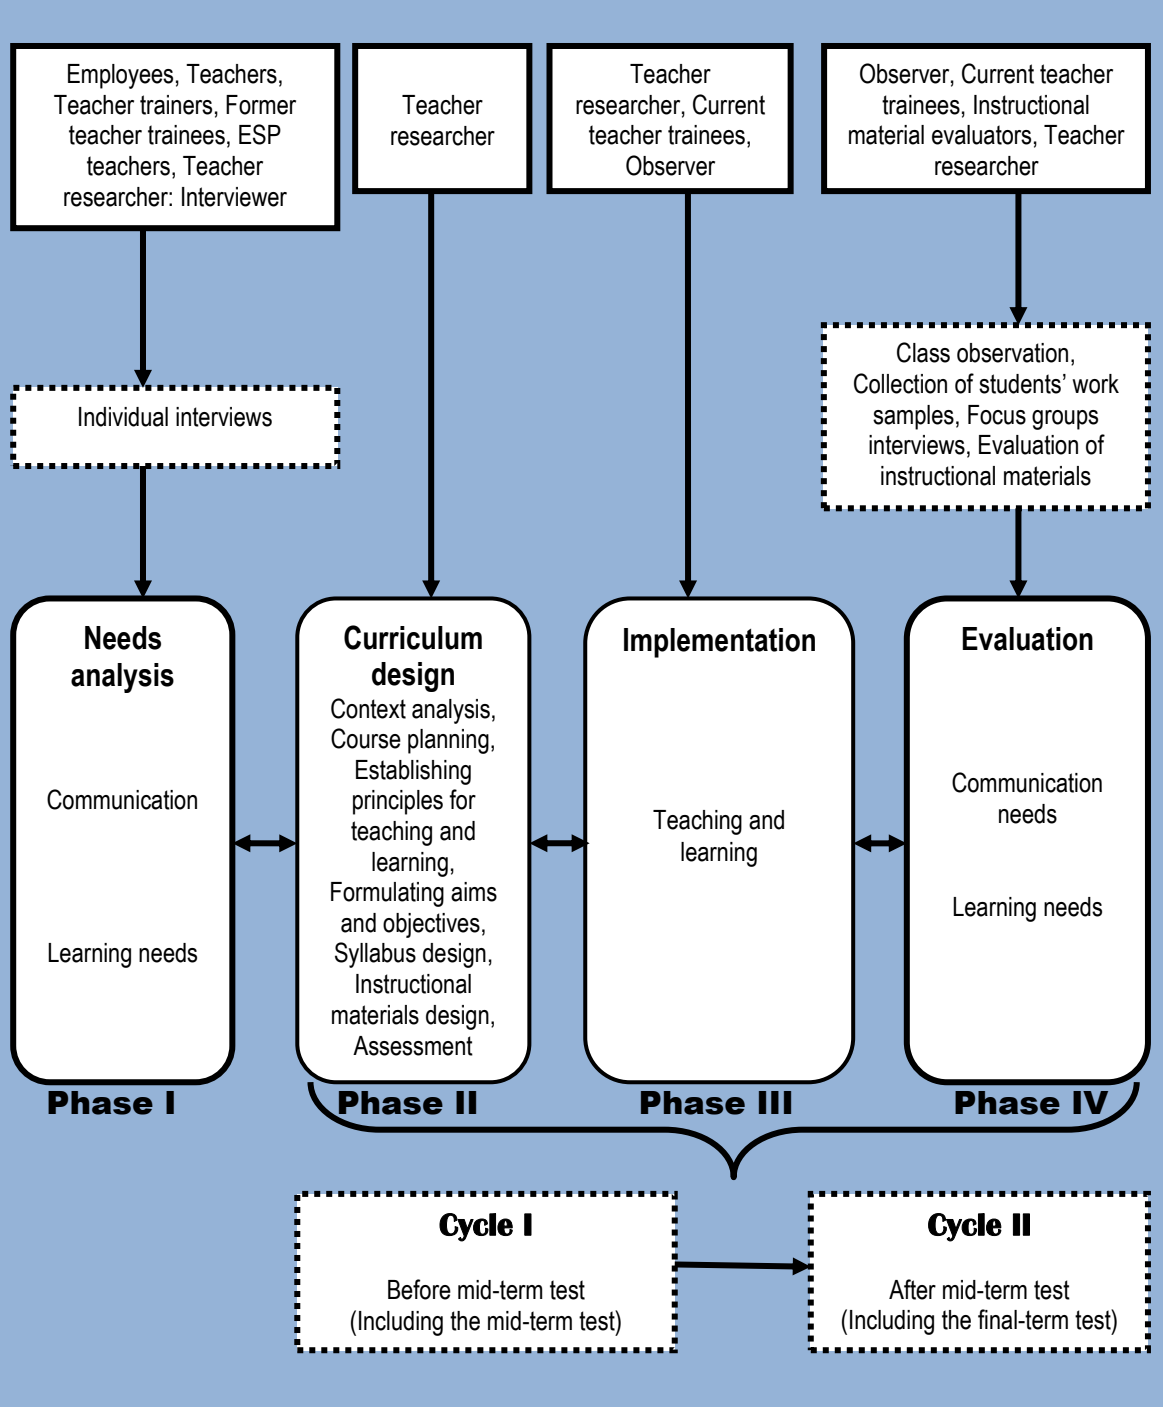 Employees, Teachers,
Teacher trainers, Former
teacher trainees, ESP
teachers, Teacher
researcher: Interviewer
Teacher
researcher
Teacher
researcher, Current
teacher trainees,
Observer
Observer, Current teacher
trainees, Instructional
material evaluators, Teacher
researcher
Individual interviews
Class observation,
Collection of students’ work
samples, Focus groups
interviews, Evaluation of
instructional materials
Needs
analysis
Communication
Learning needs
Curriculum
design
Context analysis,
Course planning,
Establishing
principles for
teaching and
learning,
Formulating aims
and objectives,
Syllabus design,
Instructional
materials design,
Assessment
Implementation
Teaching and
learning
Evaluation
Communication
needs
Learning needs
Phase I
Phase II
Phase III
Phase IV
Cycle I
Before mid-term test
(Including the mid-term test)
Cycle II
After mid-term test
(Including the final-term test)